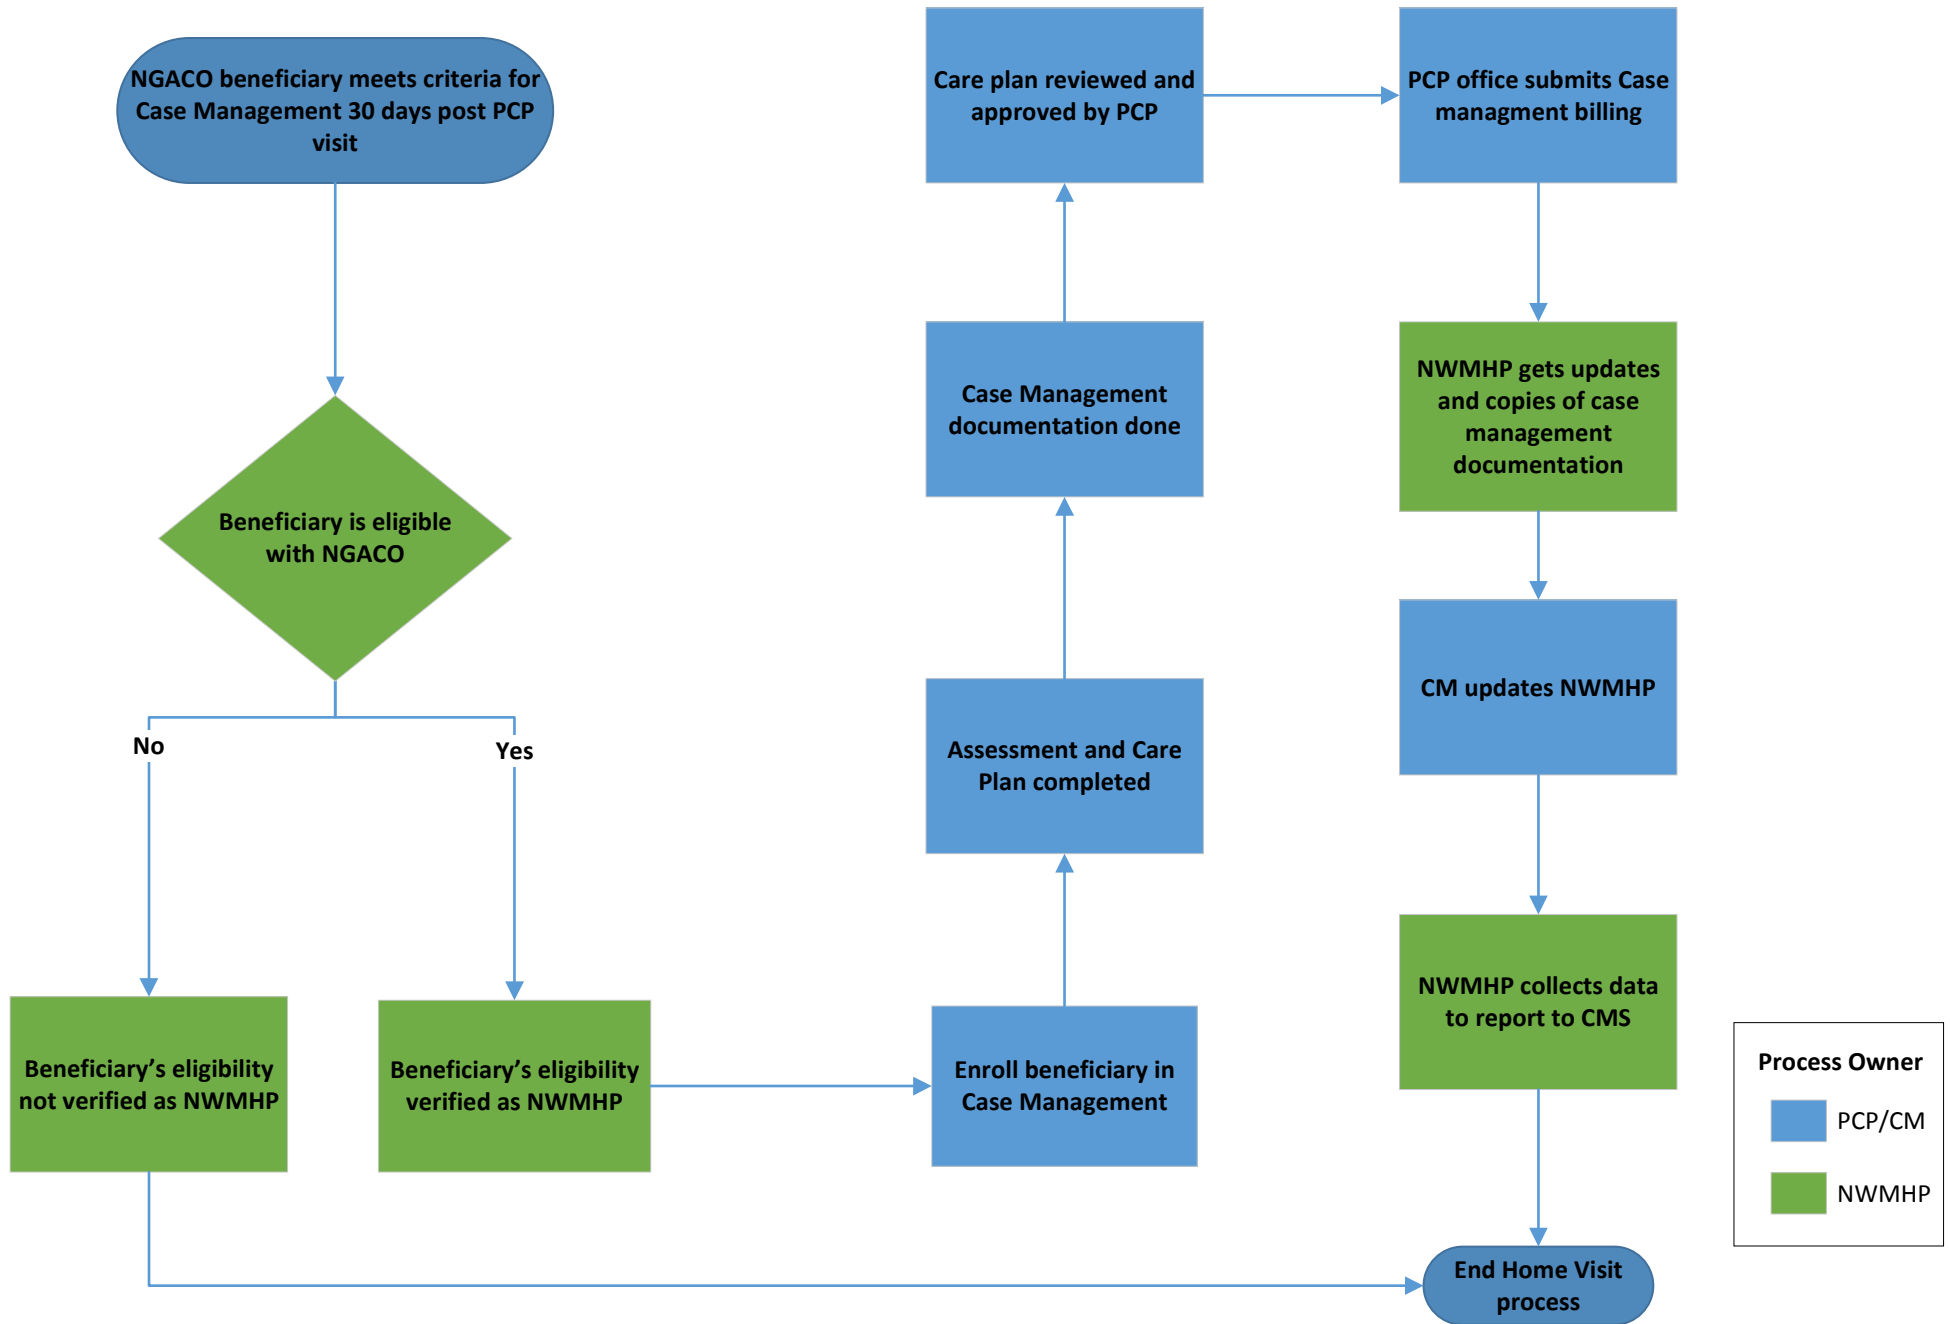 NGACO beneficiary meets criteria for
Case Management 30 days post PCP
visit
Beneficiary is eligible
with NGACO
No
Yes
Beneficiary’s eligibility
not verified as NWMHP
Beneficiary’s eligibility
verified as NWMHP
Enroll beneficiary in
Case Management
Assessment and Care
Plan completed
Case Management
documentation done
Care plan reviewed and
approved by PCP
PCP office submits Case
managment billing
NWMHP gets updates
and copies of case
management
documentation
CM updates NWMHP
NWMHP collects data
to report to CMS
End Home Visit
process
Process Owner
PCP/CM
NWMHP